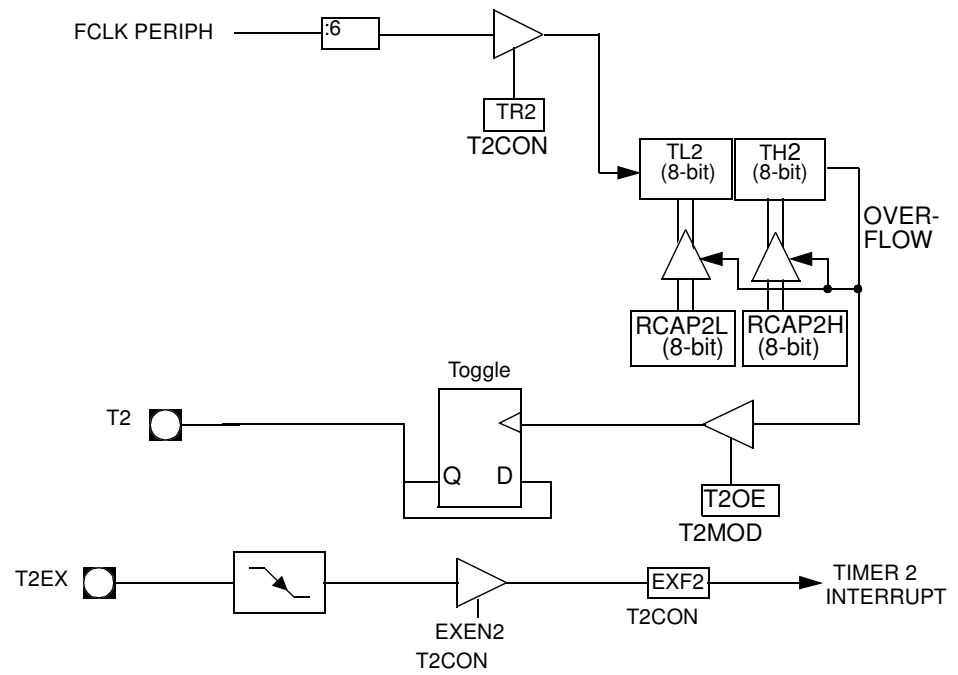 FCLK PERIPH
:6
TR2
T2CON
TL2
(8-bit)
TH2
(8-bit)
OVER-
FLOW
RCAP2L
(8-bit)
RCAP2H
(8-bit)
Toggle
T2
Q
D
T2OE
T2MOD
T2EX
EXEN2
T2CON
EXF2
T2CON
TIMER 2
INTERRUPT